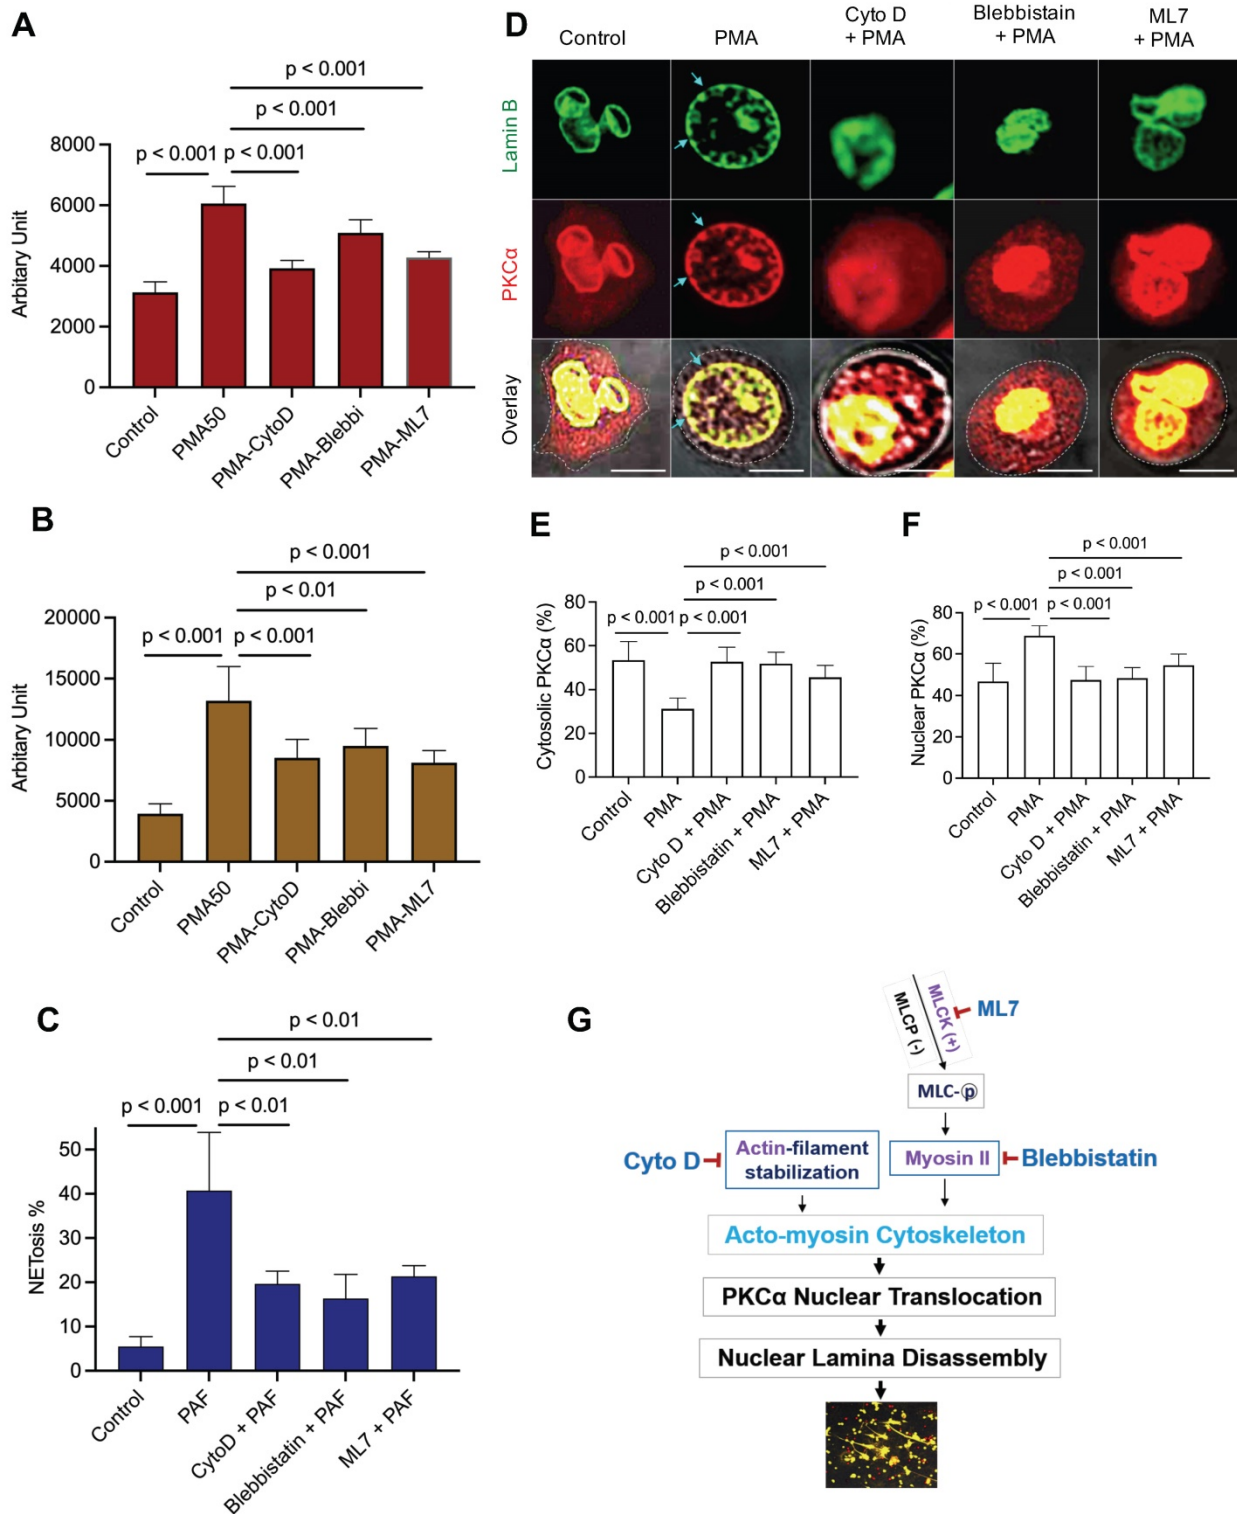 A
p < 0.001
p < 0.001
p < 0.001
p < 0.001
8000
6000
4000
2000
0
Arbitary Unit
Control
PMA50
PMA-CytoD
PMA-Blebbi
PMA-ML7
B
p < 0.001
p < 0.01
p < 0.001
p < 0.001
20000
15000
10000
5000
0
Arbitary Unit
Control
PMA50
PMA-CytoD
PMA-Blebbi
PMA-ML7
C
p < 0.01
p < 0.01
p < 0.001
p < 0.01
50
40
30
20
10
0
NETosis %
Control
PAF
CytoD + PAF
Blebbistatin + PAF
ML7 + PAF
D
Control
PMA
Cyto D
+ PMA
Blebbistain
+ PMA
ML7
+ PMA
Lamin B
PKCα
Overlay
E
p < 0.001
p < 0.001
p < 0.001
p < 0.001
80
60
40
20
0
Cytosolic PKCα (%)
Control
PMA
Cyto D + PMA
Blebbistatin + PMA
ML7 + PMA
F
p < 0.001
p < 0.001
p < 0.001
p < 0.001
80
60
40
20
0
Nuclear PKCα (%)
Control
PMA
Cyto D + PMA
Blebbistatin + PMA
ML7 + PMA
G
MLCP (-)
MLCK (+)
ML7
MLC-ⓟ
Cyto D
Actin-filament
stabilization
Myosin II
Blebbistatin
Acto-myosin Cytoskeleton
PKCα Nuclear Translocation
Nuclear Lamina Disassembly